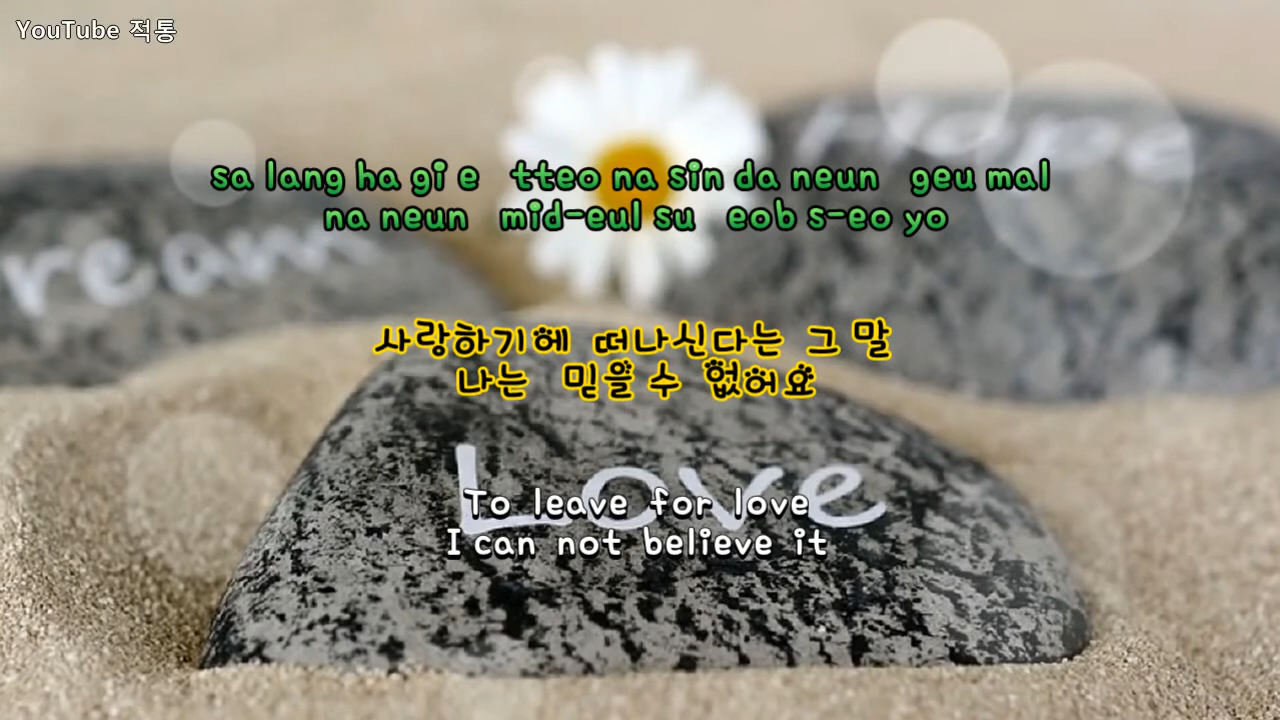 YouTube 적통
Hope
ream
sa lang ha gi e tteo na sin da neun geu mal
na neun mid-eul su eob s-eo yo
사랑하기에 떠나신다는 그 말
나는 믿을 수 없어요
Love
To leave for love
I can not believe it